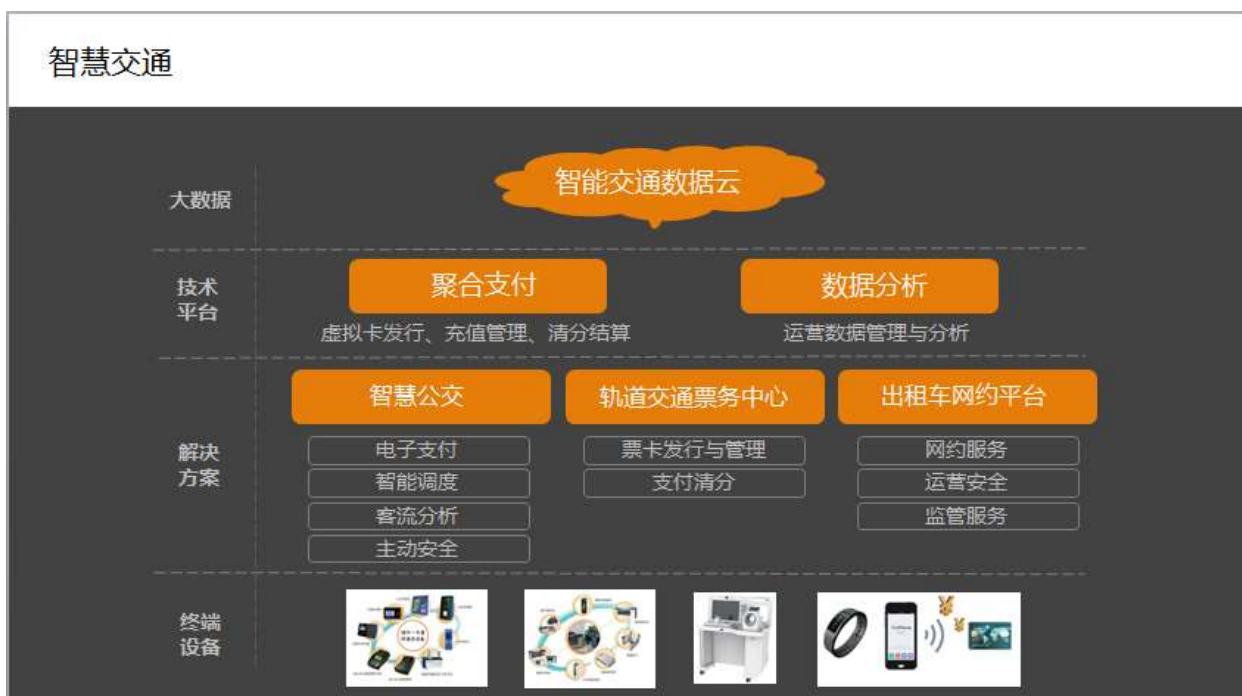 智慧交通
大数据
智能交通数据云
技术
平台
聚合支付
数据分析
虚拟卡发行、充值管理、清分结算
运营数据管理与分析
解决
方案
智慧公交
轨道交通票务中心
出租车网约平台
电子支付
票卡发行与管理
网约服务
智能调度
支付清分
运营安全
客流分析
监管服务
主动安全
终端
设备